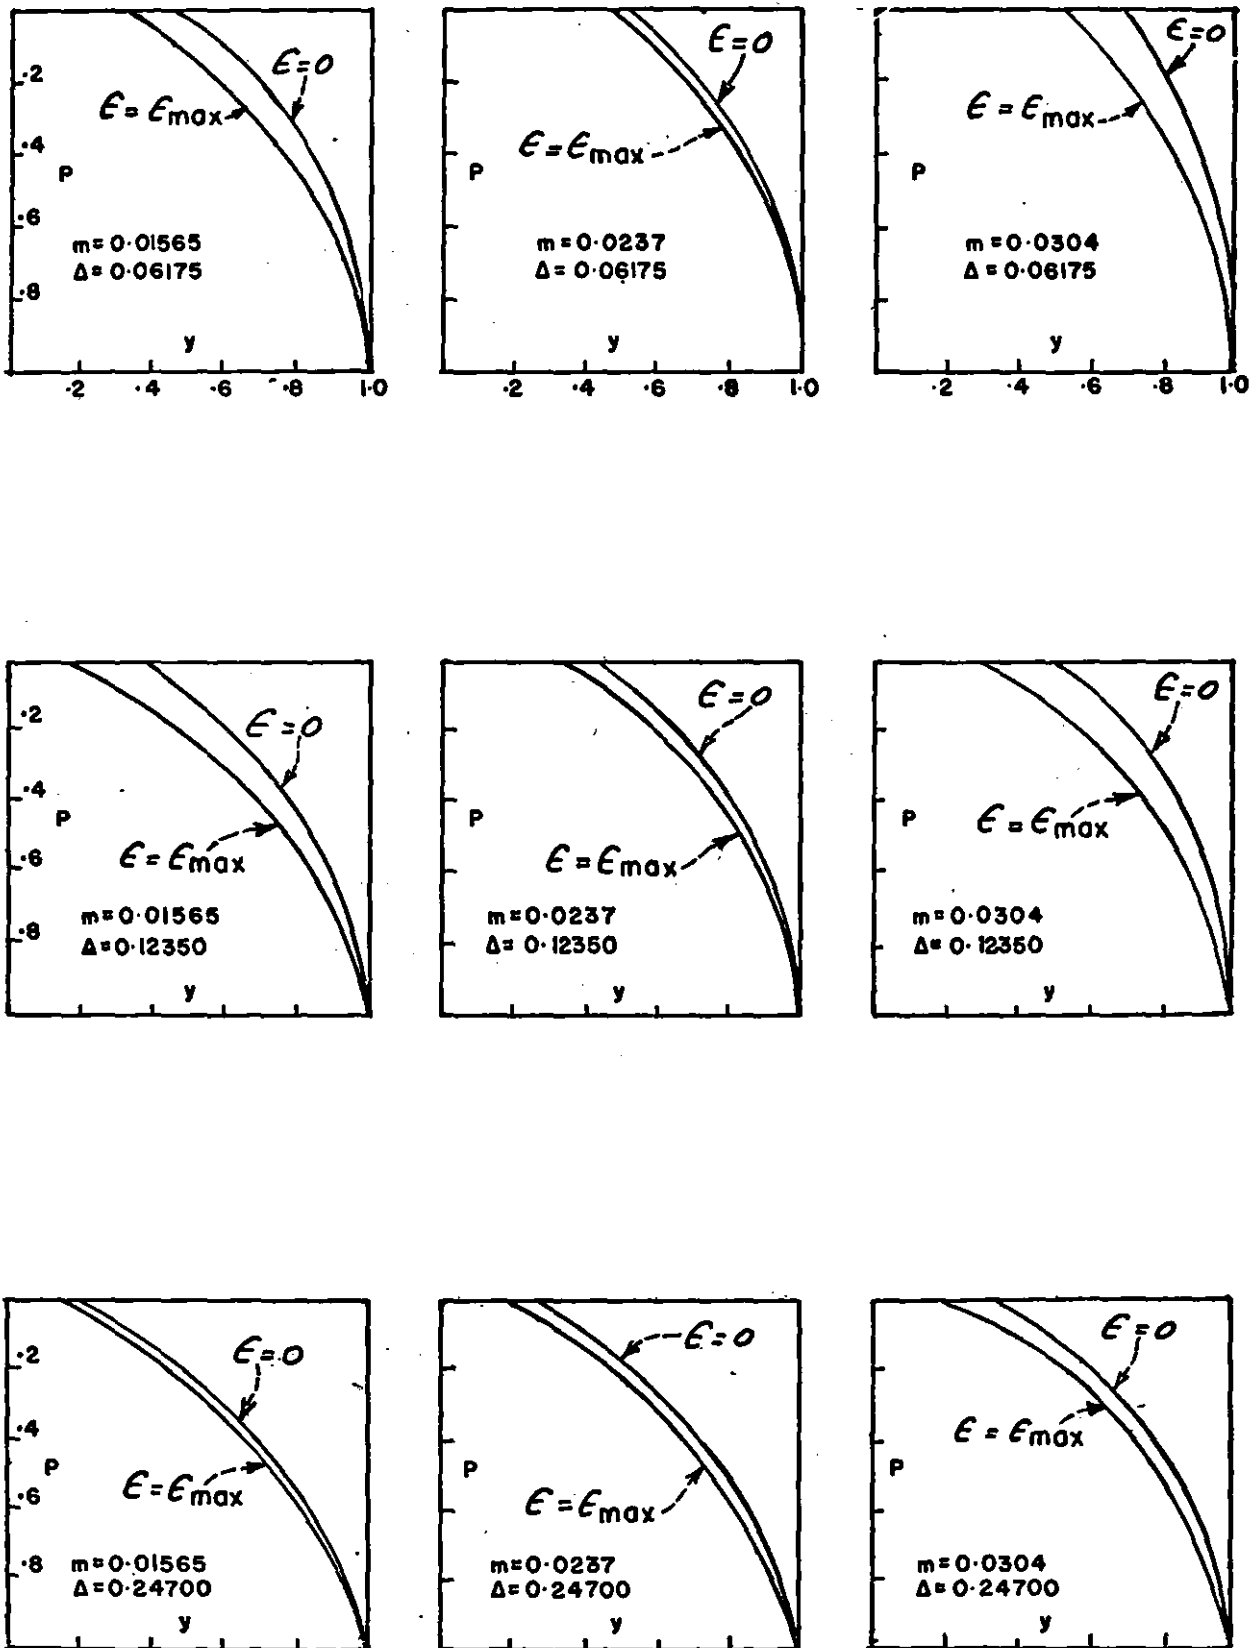 ϵ=0
·2
ϵ = ϵmax
·4
P
·6
m=0·01565
Δ=0·06175
·8
y
·2 ·4 ·6 ·8 1·0
ϵ=0
ϵ=ϵmax
P
m=0·0237
Δ=0·06175
y
·2 ·4 ·6 ·8 1·0
ϵ=0
ϵ=ϵmax
P
m=0·0304
Δ=0·06175
y
·2 ·4 ·6 ·8 1·0
·2
ϵ=0
·4
P
ϵ=ϵmax
·6
m=0·01565
·8
Δ=0·12350
y
ϵ=0
P
ϵ=ϵmax
m=0·0237
Δ=0·12350
y
ϵ=0
P
ϵ=ϵmax
m=0·0304
Δ=0·12350
y
ϵ=0
·2
·4
P
ϵ=ϵmax
·6
·8
m=0·01565
Δ=0·24700
y
ϵ=0
P
ϵ=ϵmax
m=0·0237
Δ=0·24700
y
ϵ=0
ϵ=ϵmax
P
m=0·0304
Δ=0·24700
y